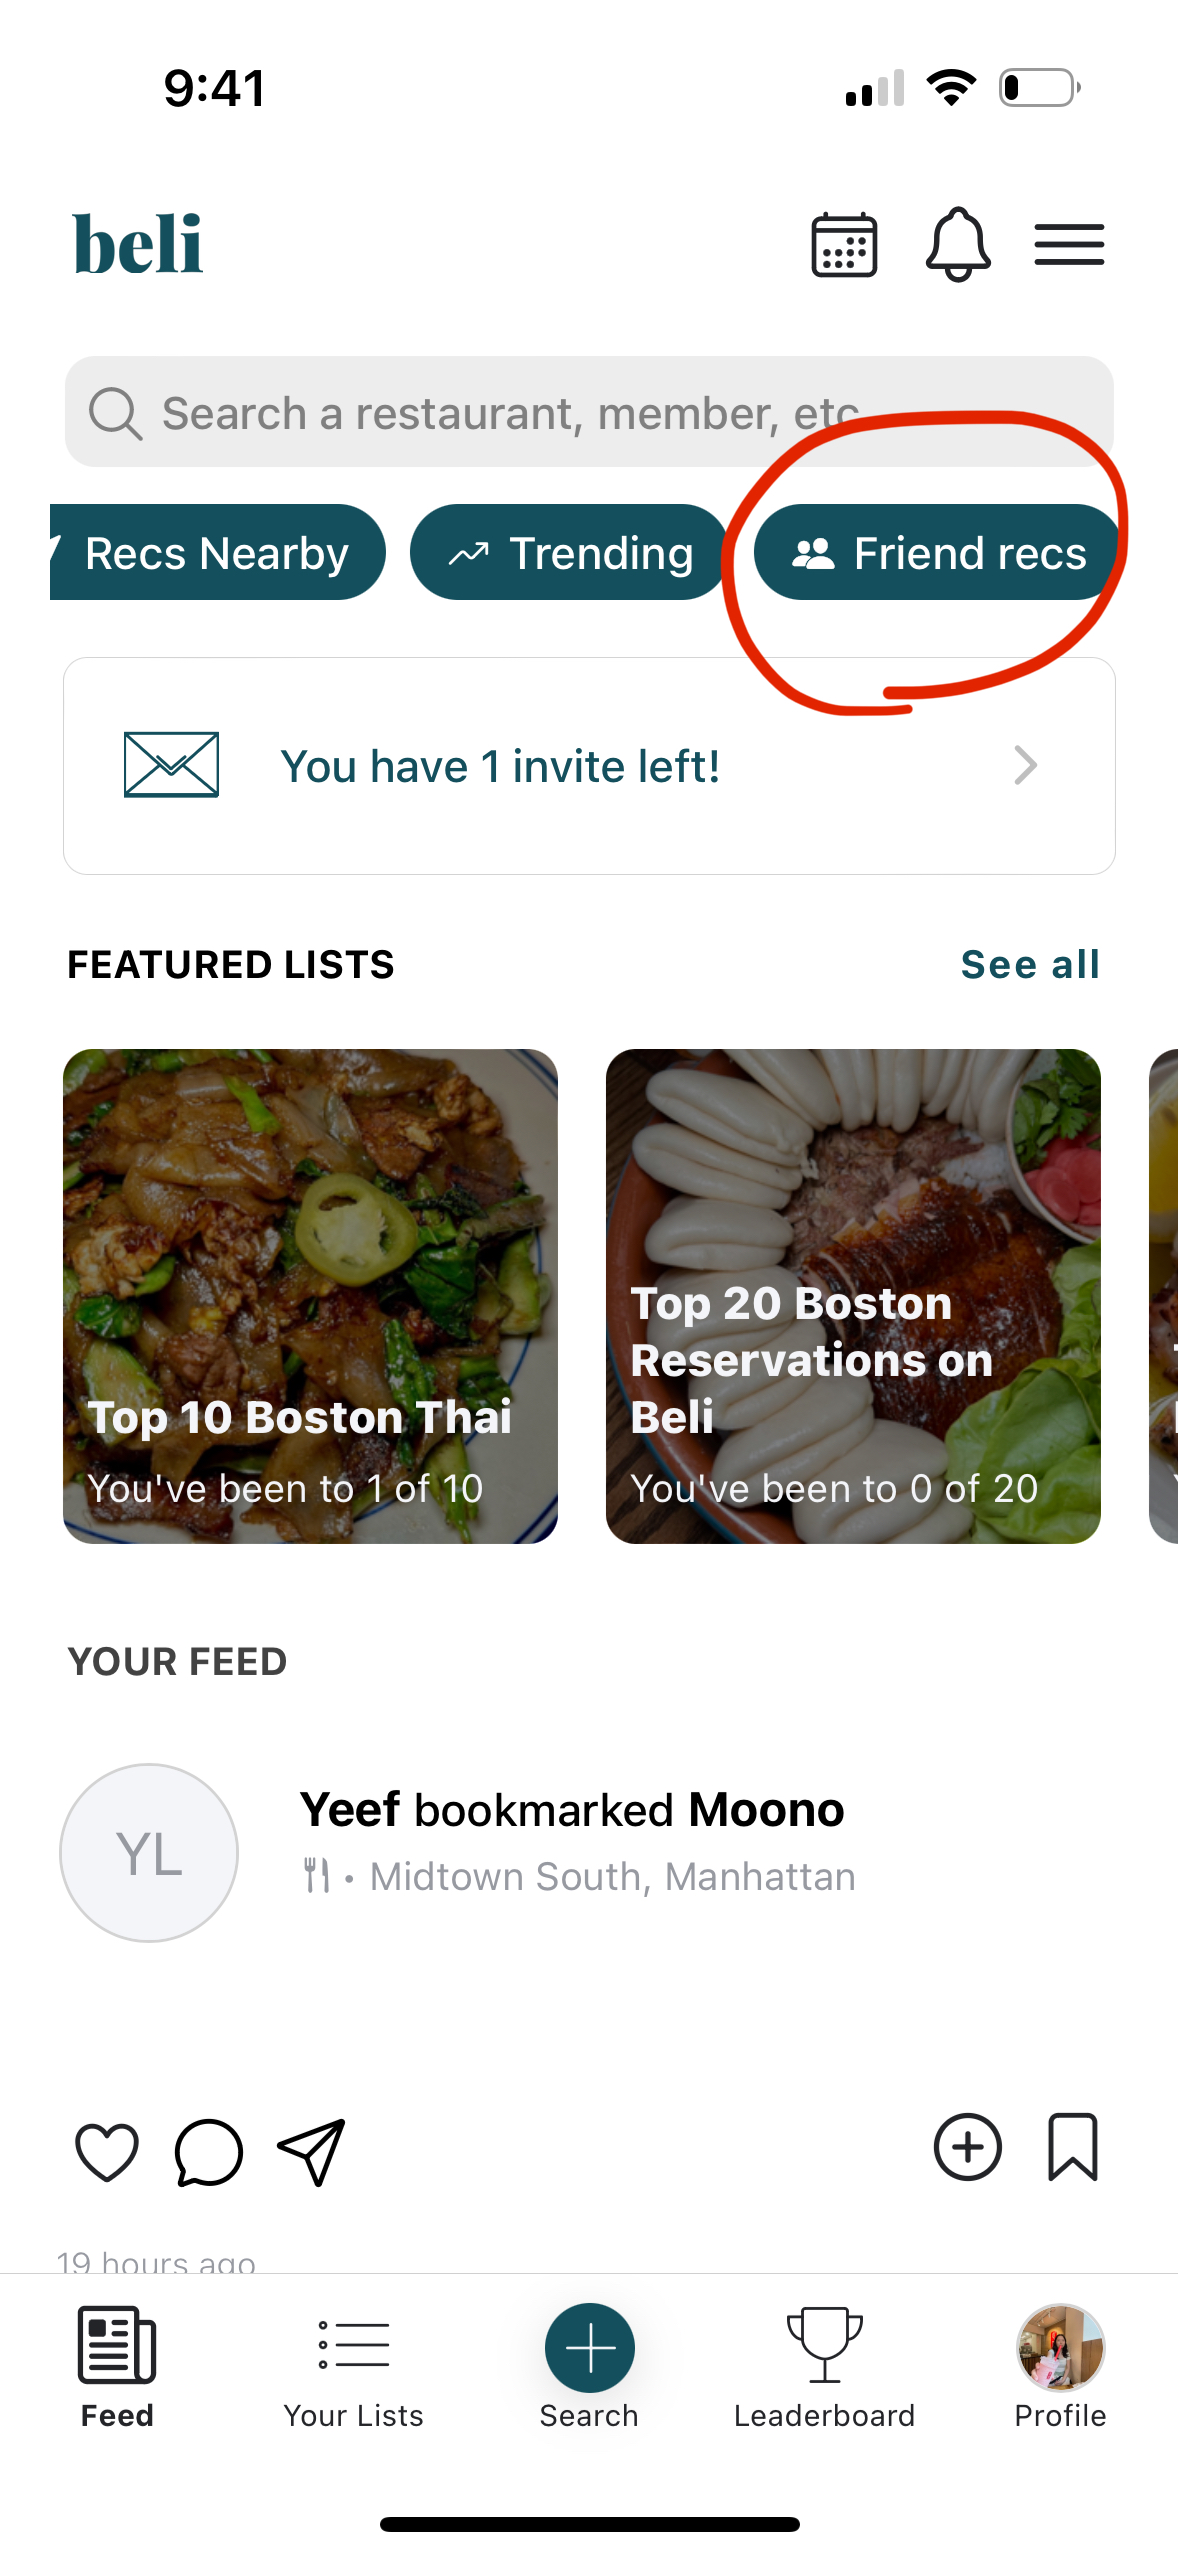 9:41
beli
Search a restaurant, member, etc
Recs Nearby
Trending
Friend recs
You have 1 invite left!
FEATURED LISTS
See all
Top 10 Boston Thai
You've been to 1 of 10
Top 20 Boston
Reservations on
Beli
You've been to 0 of 20
YOUR FEED
YL
Yeef bookmarked Moono
• Midtown South, Manhattan
19 hours ago
Feed
Your Lists
Search
Leaderboard
Profile